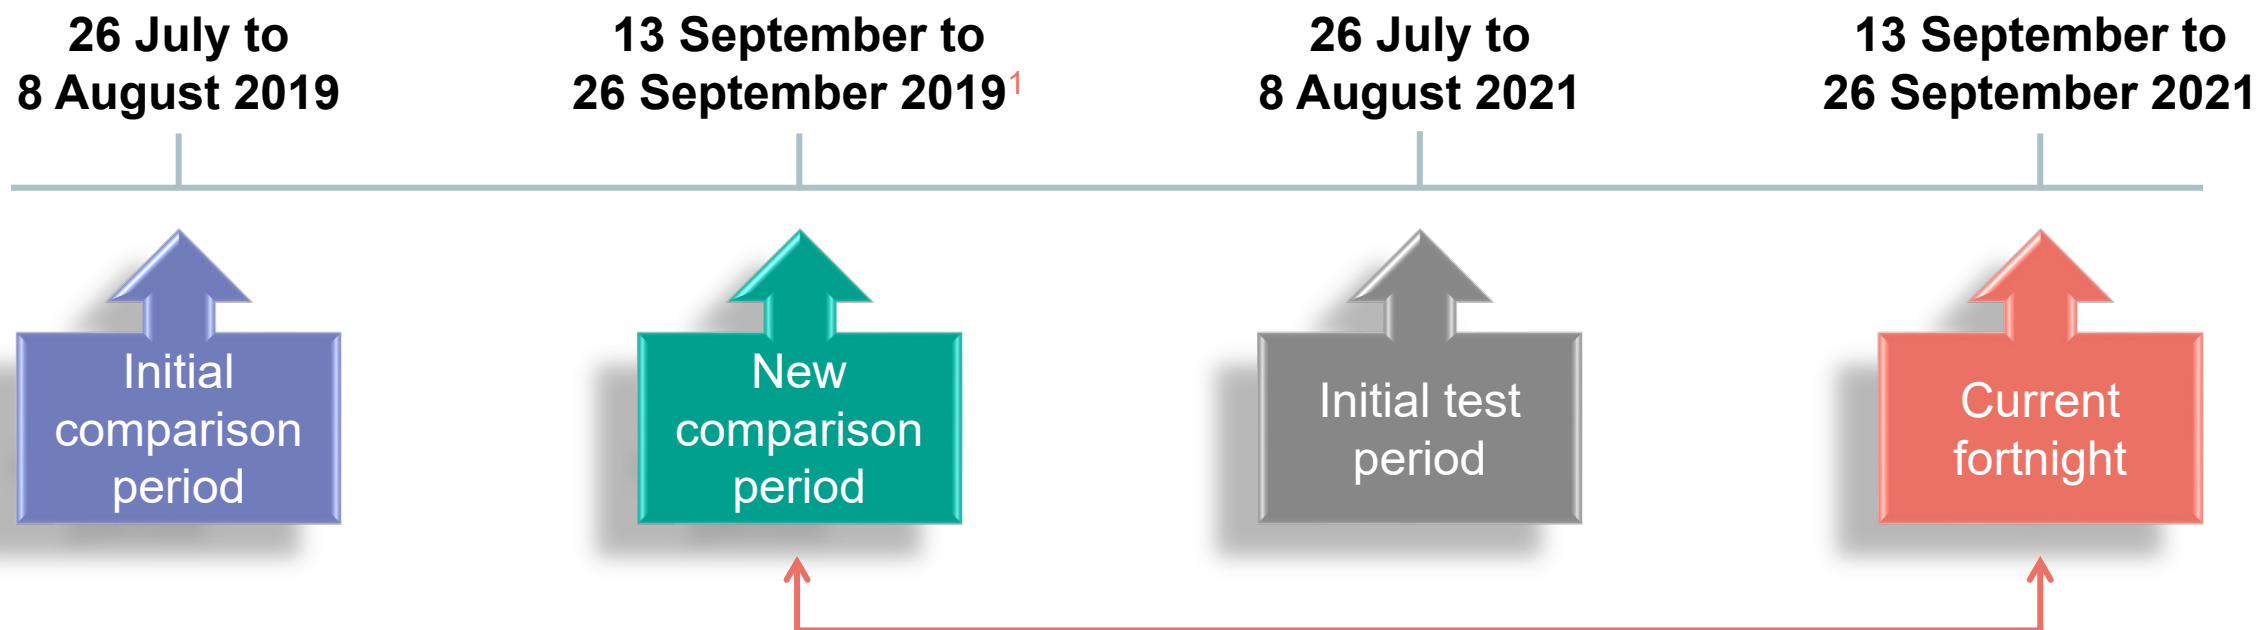 26 July to
8 August 2019
13 September to
26 September 2019¹
26 July to
8 August 2021
13 September to
26 September 2021
Initial
comparison
period
New
comparison
period
Initial test
period
Current
fortnight